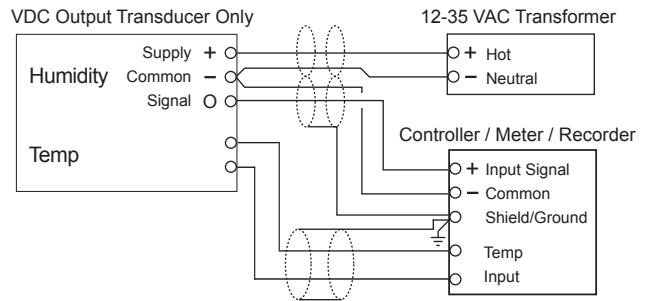 VDC Output Transducer Only
12-35 VAC Transformer
Supply +
Humidity Common –
Signal O
Temp
+ Hot
– Neutral
Controller / Meter / Recorder
+ Input Signal
– Common
Shield/Ground
Temp
Input